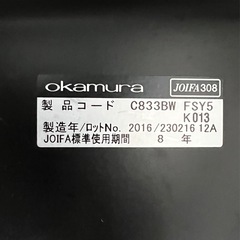 okamura JOIFA308
製品コード C833BW FSY5
K013
製造年/ロットNo. 2016/230216 12A
JOIFA標準使用期間 8 年